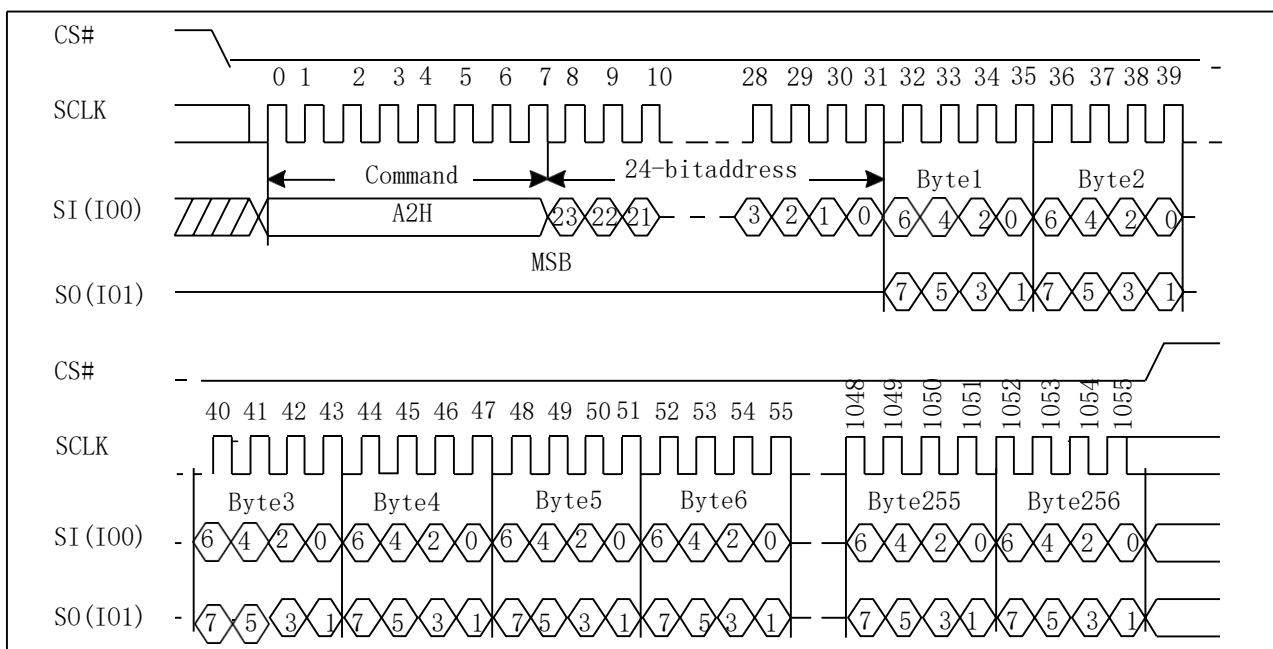 CS#
0 1 2 3 4 5 6 7 8 9 10 28 29 30 31 32 33 34 35 36 37 38 39
SCLK
Command 24-bitaddress Byte1 Byte2
SI(IO0) A2H 23 22 21 3 2 1 0 6 4 2 0 6 4 2 0
MSB
SO(IO1) 7 5 3 1 7 5 3 1
CS#
40 41 42 43 44 45 46 47 48 49 50 51 52 53 54 55 1048 1049 1050 1051 1052 1053 1054 1055
SCLK
Byte3 Byte4 Byte5 Byte6 Byte255 Byte256
SI(IO0) 6 4 2 0 6 4 2 0 6 4 2 0 6 4 2 0 6 4 2 0 6 4 2 0
SO(IO1) 7 5 3 1 7 5 3 1 7 5 3 1 7 5 3 1 7 5 3 1 7 5 3 1